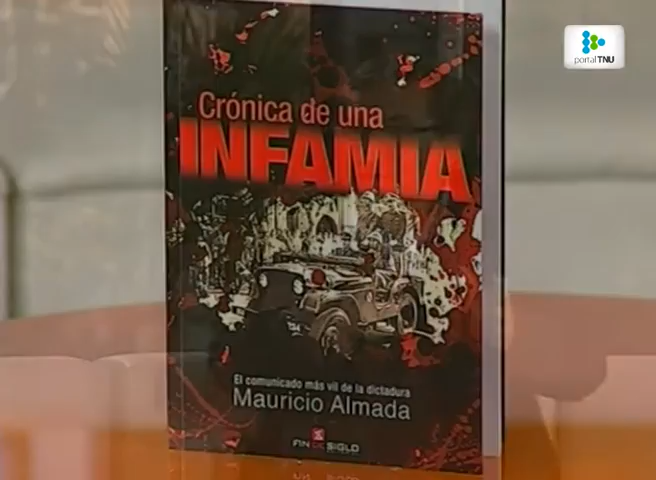 portal TNU
Crónica de una
INFAMIA
El comunicado más vil de la dictadura
Mauricio Almada
FIN DE SIGLO